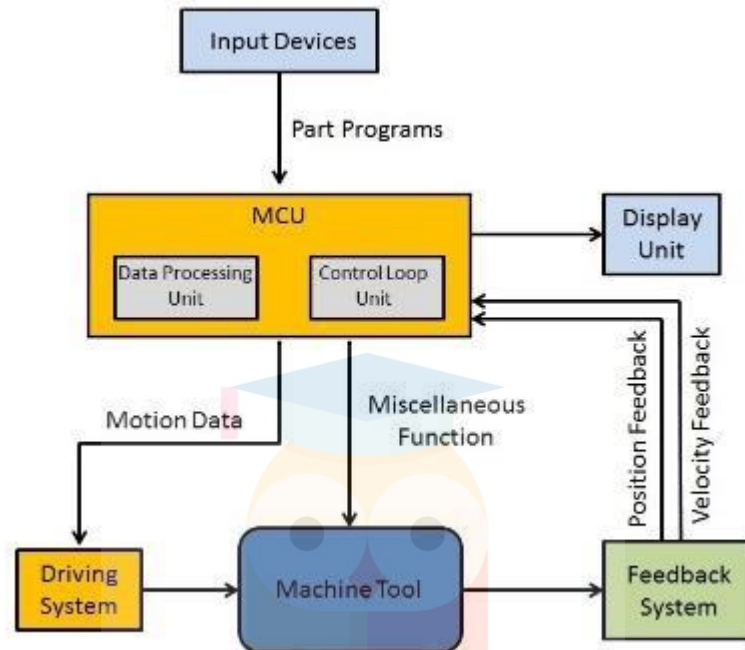 Input Devices
Part Programs
MCU
Data Processing
Unit
Control Loop
Unit
Display
Unit
Motion Data
Miscellaneous
Function
Position Feedback
Velocity Feedback
Driving
System
Machine Tool
Feedback
System